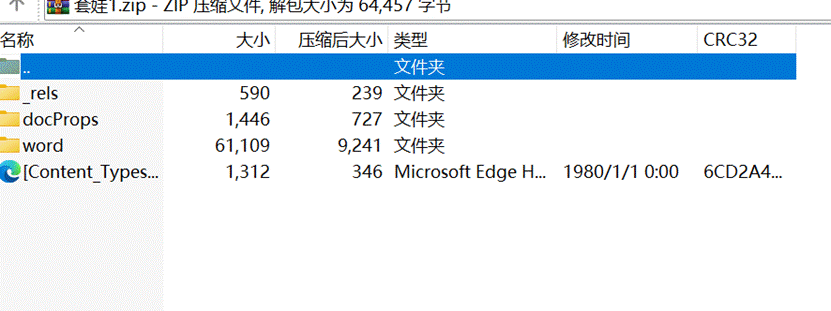 套娃1.zip - ZIP 压缩文件, 解包大小为 64,457 字节
名称 大小 压缩后大小 类型 修改时间 CRC32
.. 文件夹
_rels 590 239 文件夹
docProps 1,446 727 文件夹
word 61,109 9,241 文件夹
[Content_Types... 1,312 346 Microsoft Edge H... 1980/1/1 0:00 6CD2A4...